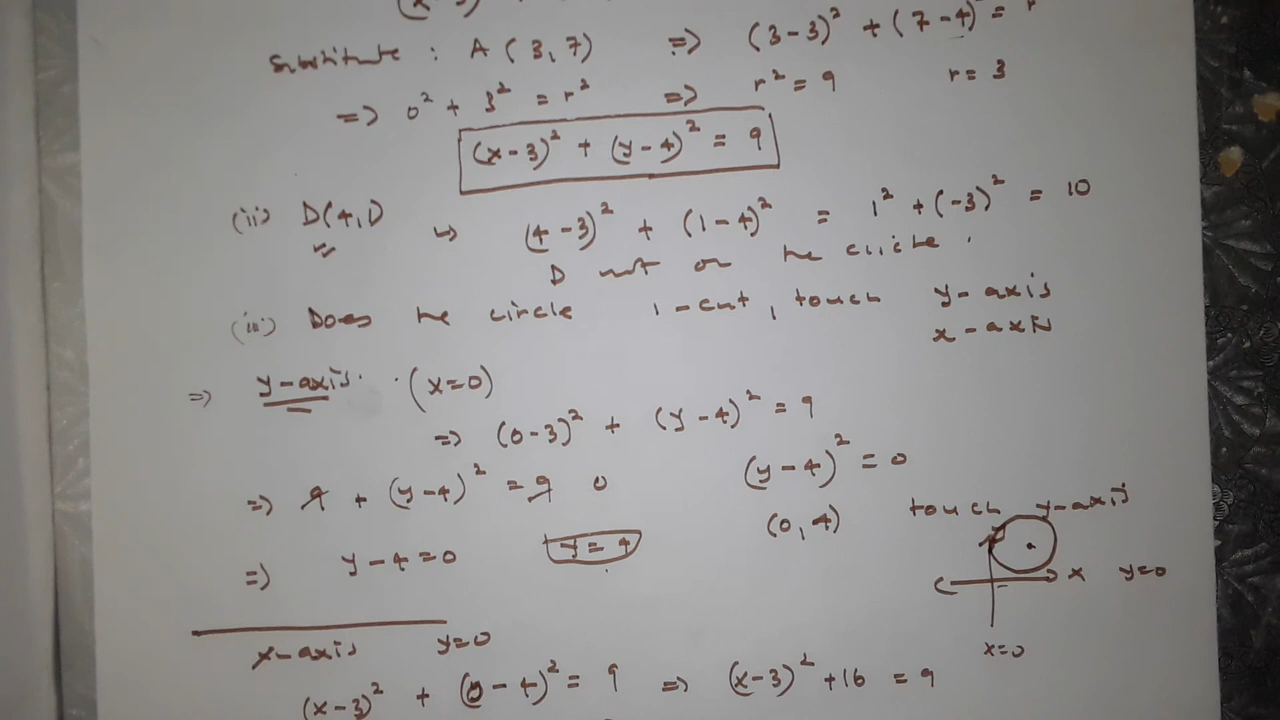 Substitute : A (3,7) => (3-3)² + (7-4)² = r
=> 0² + 3² = r² => r² = 9 r = 3
(x-3)² + (y-4)² = 9
(ii) D(4,1) ↳ (4-3)² + (1-4)² = 1² + (-3)² = 10
D not on the circle.
(iii) Does the circle , touch y-axis
x-axis
=> y-axis. (x=0)
=> (0-3)² + (y-4)² = 9
=> 9 + (y-4)² = 9 0 (y-4)² = 0
(0,4) touch y-axis
=> y-4=0 y=4
x y=0
x-axis y=0 x=0
(x-3)² + (0-4)² = 9 => (x-3)² + 16 = 9